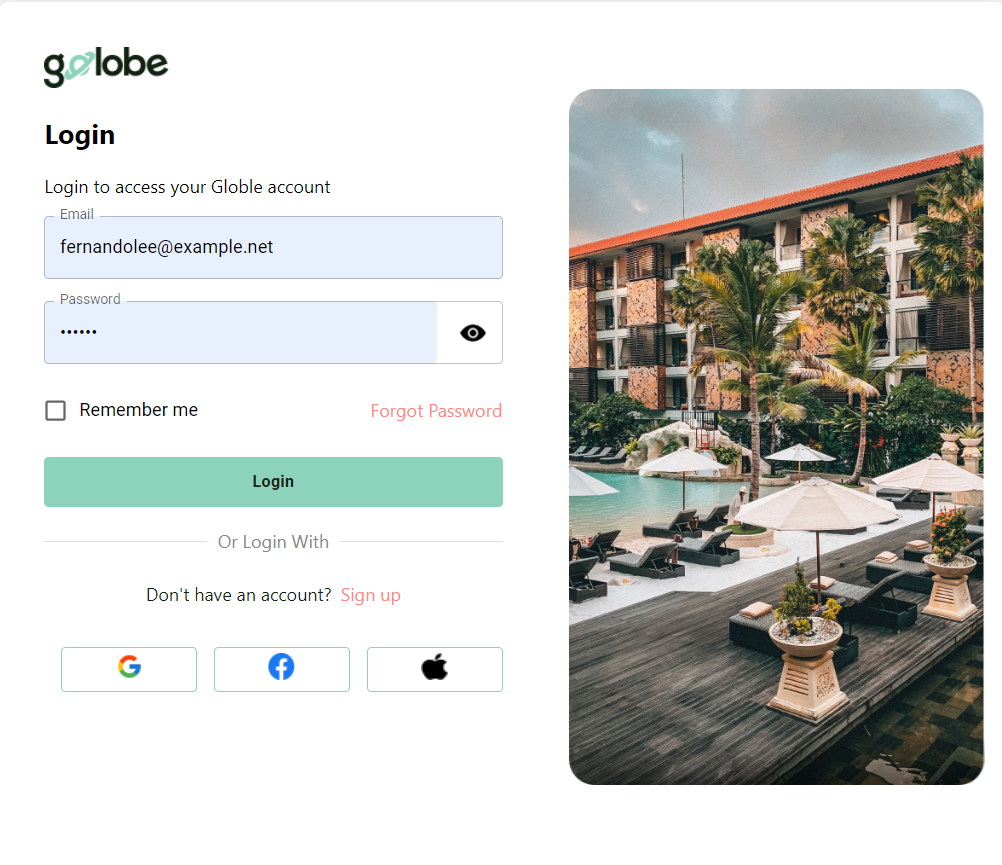 golobe
Login
Login to access your Globle account
Email
fernandolee@example.net
Password
••••••
Remember me
Forgot Password
Login
Or Login With
Don't have an account? Sign up